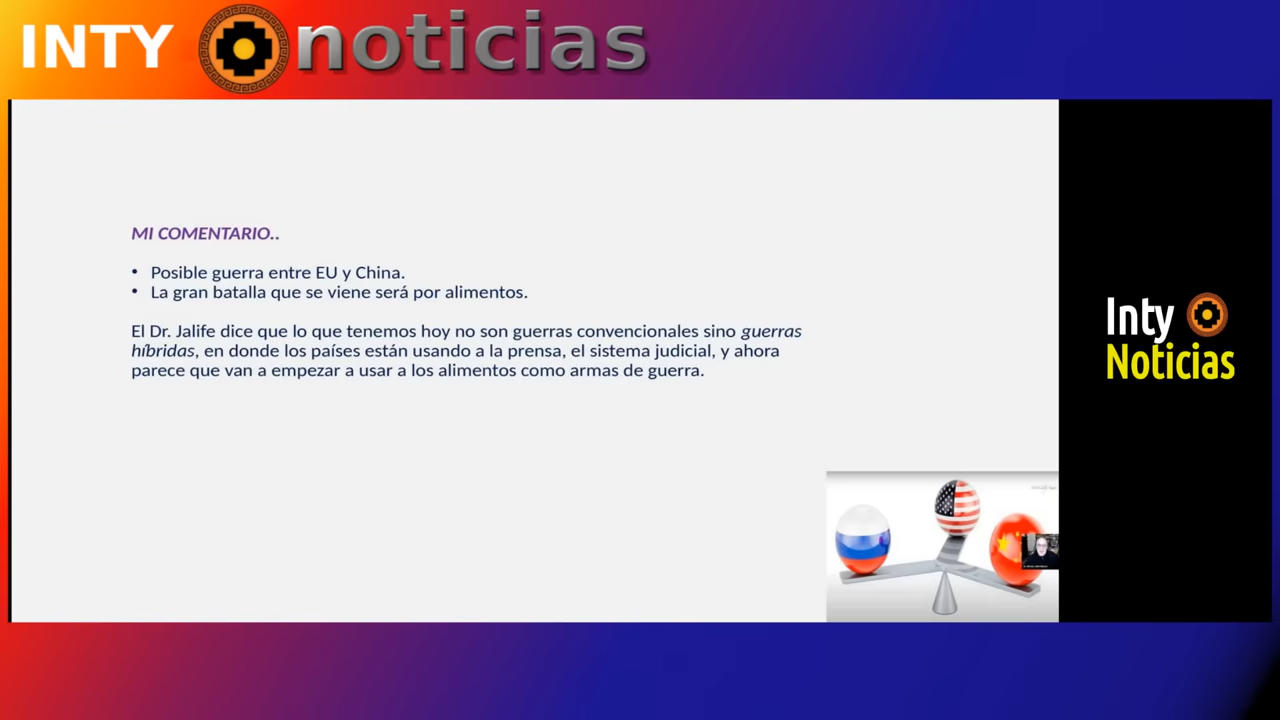 INTY noticias
MI COMENTARIO..
• Posible guerra entre EU y China.
• La gran batalla que se viene será por alimentos.
El Dr. Jalife dice que lo que tenemos hoy no son guerras convencionales sino guerras
híbridas, en donde los países están usando a la prensa, el sistema judicial, y ahora
parece que van a empezar a usar a los alimentos como armas de guerra.
Inty
Noticias